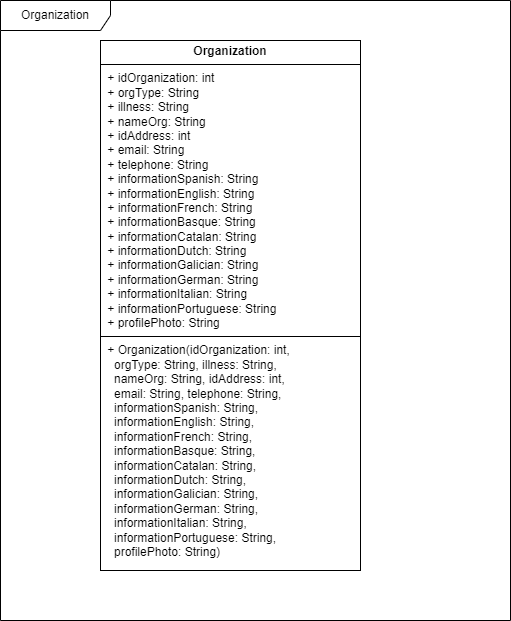 Organization
Organization
+ idOrganization: int
+ orgType: String
+ illness: String
+ nameOrg: String
+ idAddress: int
+ email: String
+ telephone: String
+ informationSpanish: String
+ informationEnglish: String
+ informationFrench: String
+ informationBasque: String
+ informationCatalan: String
+ informationDutch: String
+ informationGalician: String
+ informationGerman: String
+ informationItalian: String
+ informationPortuguese: String
+ profilePhoto: String
+ Organization(idOrganization: int,
orgType: String, illness: String,
nameOrg: String, idAddress: int,
email: String, telephone: String,
informationSpanish: String,
informationEnglish: String,
informationFrench: String,
informationBasque: String,
informationCatalan: String,
informationDutch: String,
informationGalician: String,
informationGerman: String,
informationItalian: String,
informationPortuguese: String,
profilePhoto: String)